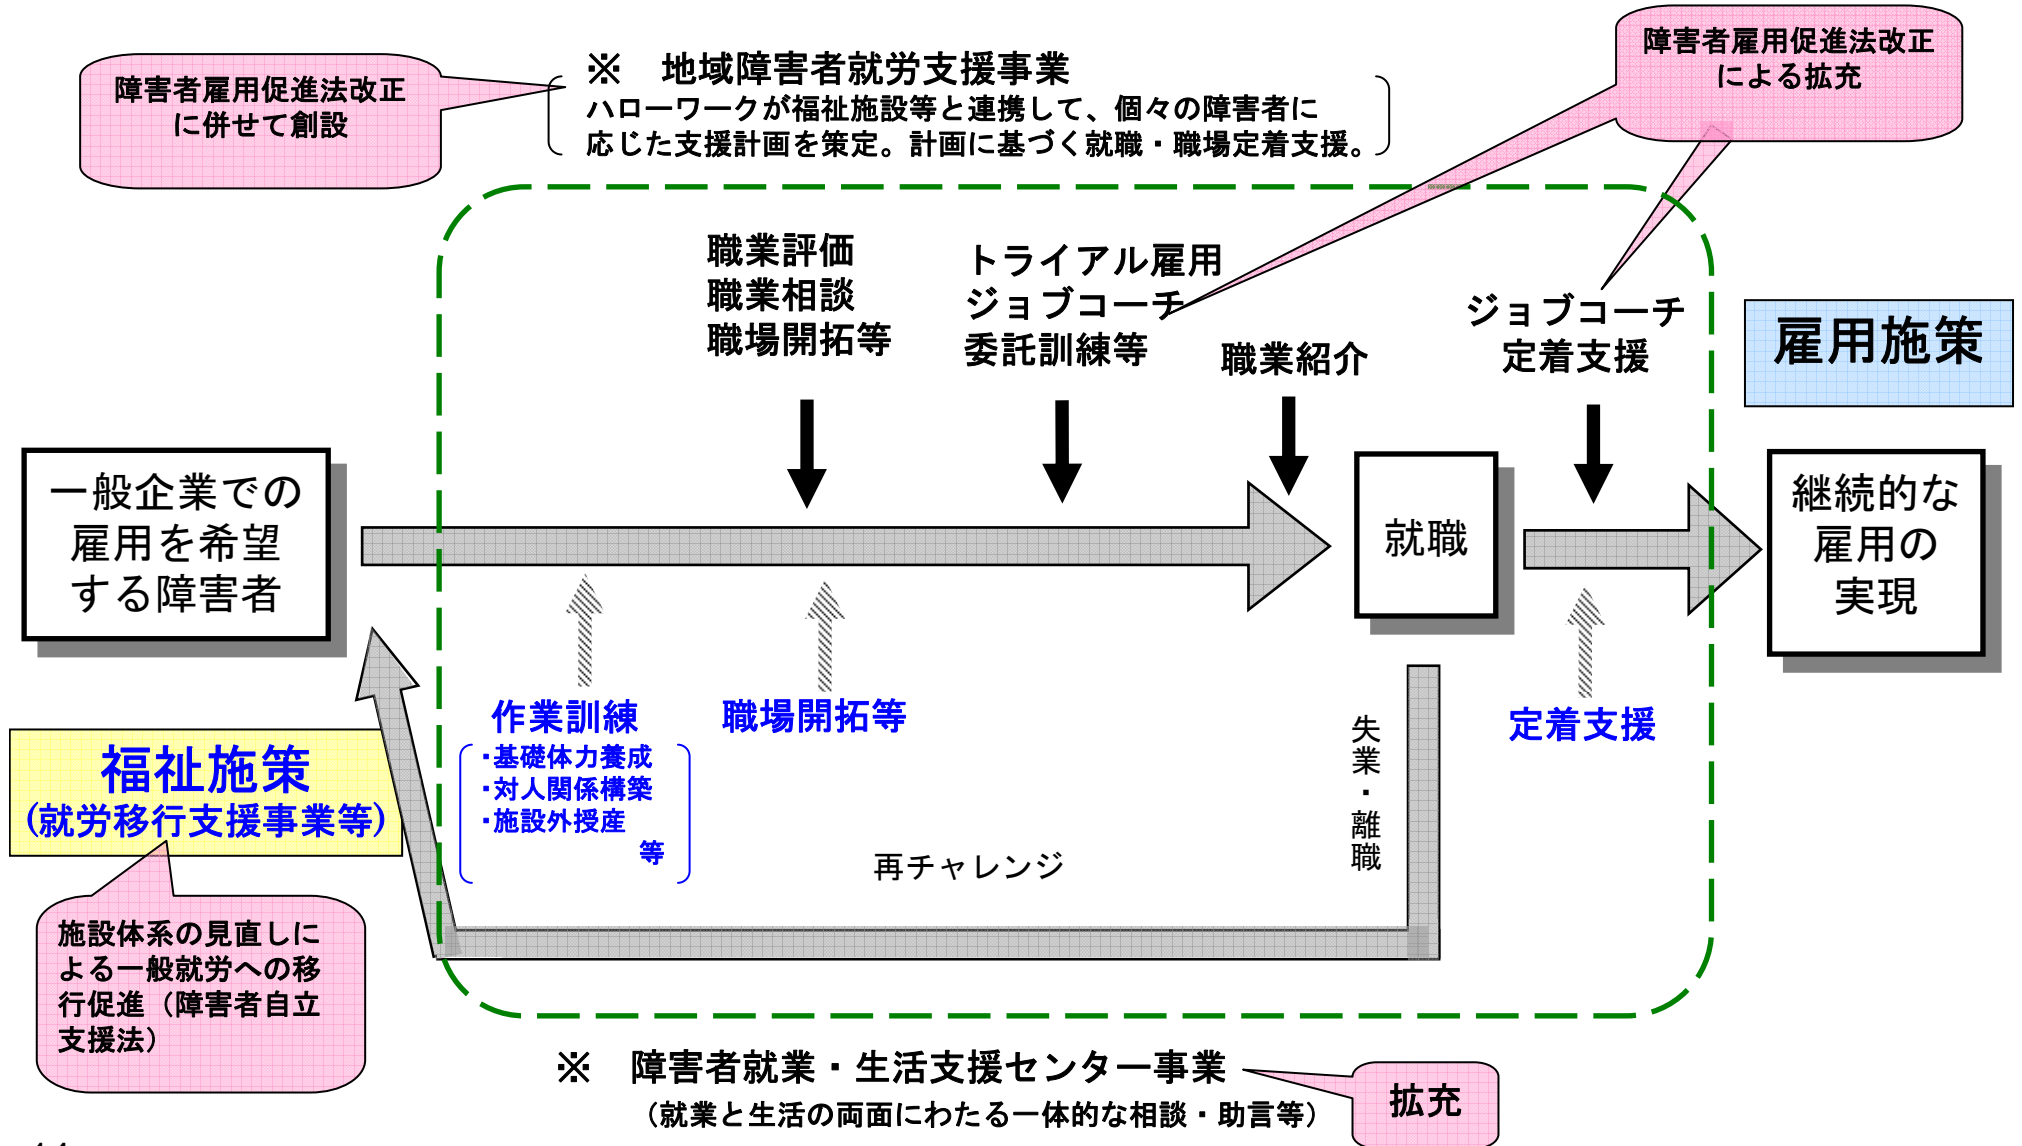 障害者雇用促進法改正
に併せて創設
※　地域障害者就労支援事業
ハローワークが福祉施設等と連携して、個々の障害者に
応じた支援計画を策定。計画に基づく就職・職場定着支援。
障害者雇用促進法改正
による拡充
職業評価
職業相談
職場開拓等
トライアル雇用
ジョブコーチ
委託訓練等
職業紹介
ジョブコーチ
定着支援
雇用施策
一般企業での
雇用を希望
する障害者
就職
継続的な
雇用の
実現
作業訓練
・基礎体力養成
・対人関係構築
・施設外授産
等
職場開拓等
失業・離職
定着支援
福祉施策
(就労移行支援事業等)
再チャレンジ
施設体系の見直しに
よる一般就労への移
行促進（障害者自立
支援法）
※　障害者就業・生活支援センター事業
（就業と生活の両面にわたる一体的な相談・助言等）
拡充